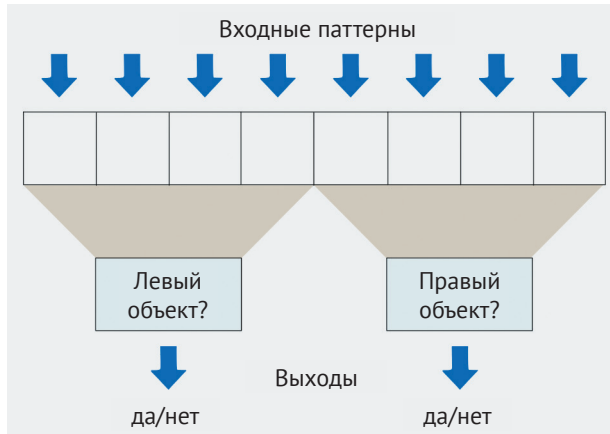 Входные паттерны
Левый
объект?
Правый
объект?
Выходы
да/нет
да/нет